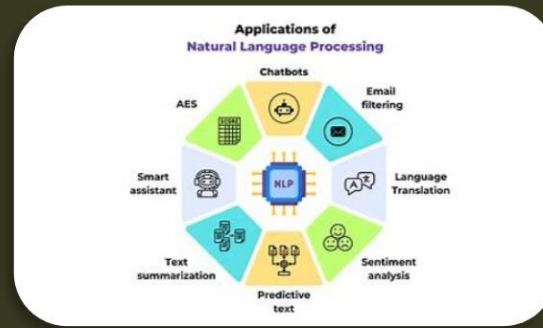 Applications of
Natural Language Processing
Chatbots
Email
filtering
Language
Translation
Sentiment
analysis
Predictive
text
Text
summarization
Smart
assistant
AES
SCORE
NLP